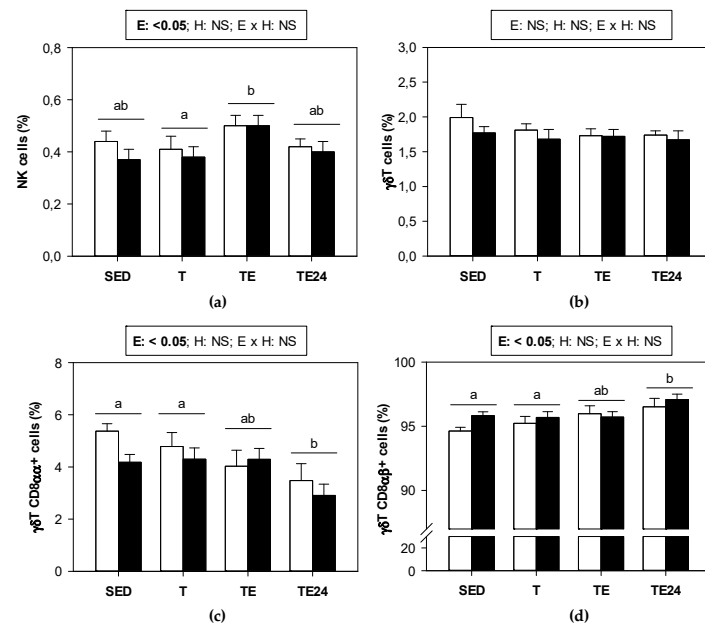 E: <0.05; H: NS; E x H: NS
E: NS; H: NS; E x H: NS
0,8
0,6
0,4
0,2
0,0
NK cells (%)
ab
a
b
ab
SED T TE TE24
(a)
3,0
2,5
2,0
1,5
1,0
0,5
0,0
γδT cells (%)
SED T TE TE24
(b)
E: < 0.05; H: NS; E x H: NS
E: < 0.05; H: NS; E x H: NS
8
6
4
2
0
γδT CD8αα+ cells (%)
a
a
ab
b
SED T TE TE24
(c)
100
95
90
20
0
γδT CD8αβ+ cells (%)
a
a
ab
b
SED T TE TE24
(d)